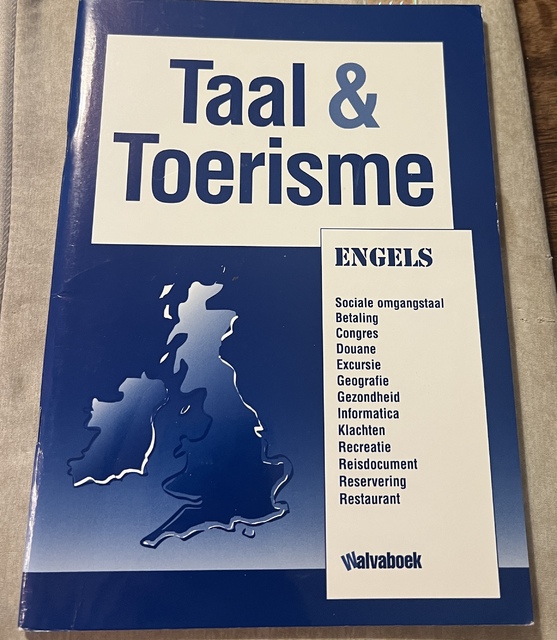 Taal &
Toerisme
ENGELS
Sociale omgangstaal
Betaling
Congres
Douane
Excursie
Geografie
Gezondheid
Informatica
Klachten
Recreatie
Reisdocument
Reservering
Restaurant
Walvaboek